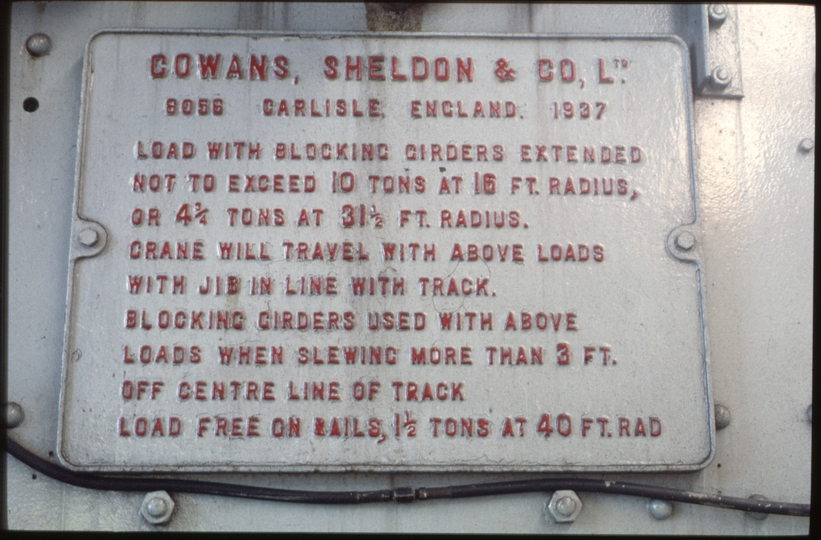 COWANS, SHELDON & CO, LTD.
8056 CARLISLE, ENGLAND. 1937
LOAD WITH BLOCKING GIRDERS EXTENDED
NOT TO EXCEED 10 TONS AT 16 FT. RADIUS,
OR 4¾ TONS AT 31½ FT. RADIUS.
CRANE WILL TRAVEL WITH ABOVE LOADS
WITH JIB IN LINE WITH TRACK.
BLOCKING GIRDERS USED WITH ABOVE
LOADS WHEN SLEWING MORE THAN 3 FT.
OFF CENTRE LINE OF TRACK
LOAD FREE ON RAILS, 1½ TONS AT 40 FT. RAD